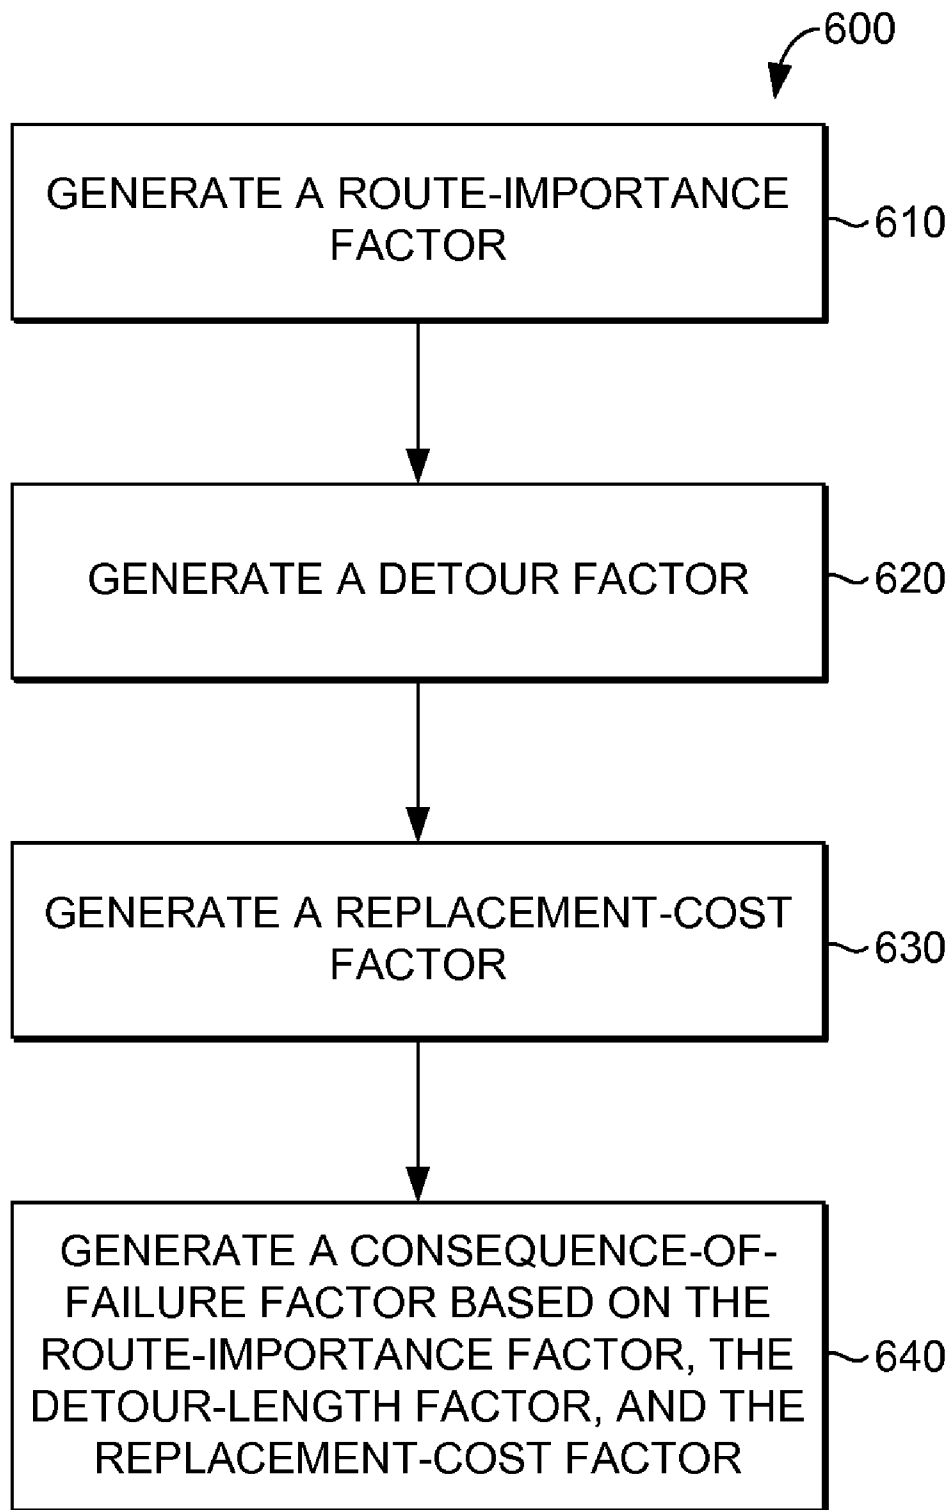 600
GENERATE A ROUTE-IMPORTANCE
FACTOR
610
GENERATE A DETOUR FACTOR
620
GENERATE A REPLACEMENT-COST
FACTOR
630
GENERATE A CONSEQUENCE-OF-
FAILURE FACTOR BASED ON THE
ROUTE-IMPORTANCE FACTOR, THE
DETOUR-LENGTH FACTOR, AND THE
REPLACEMENT-COST FACTOR
640